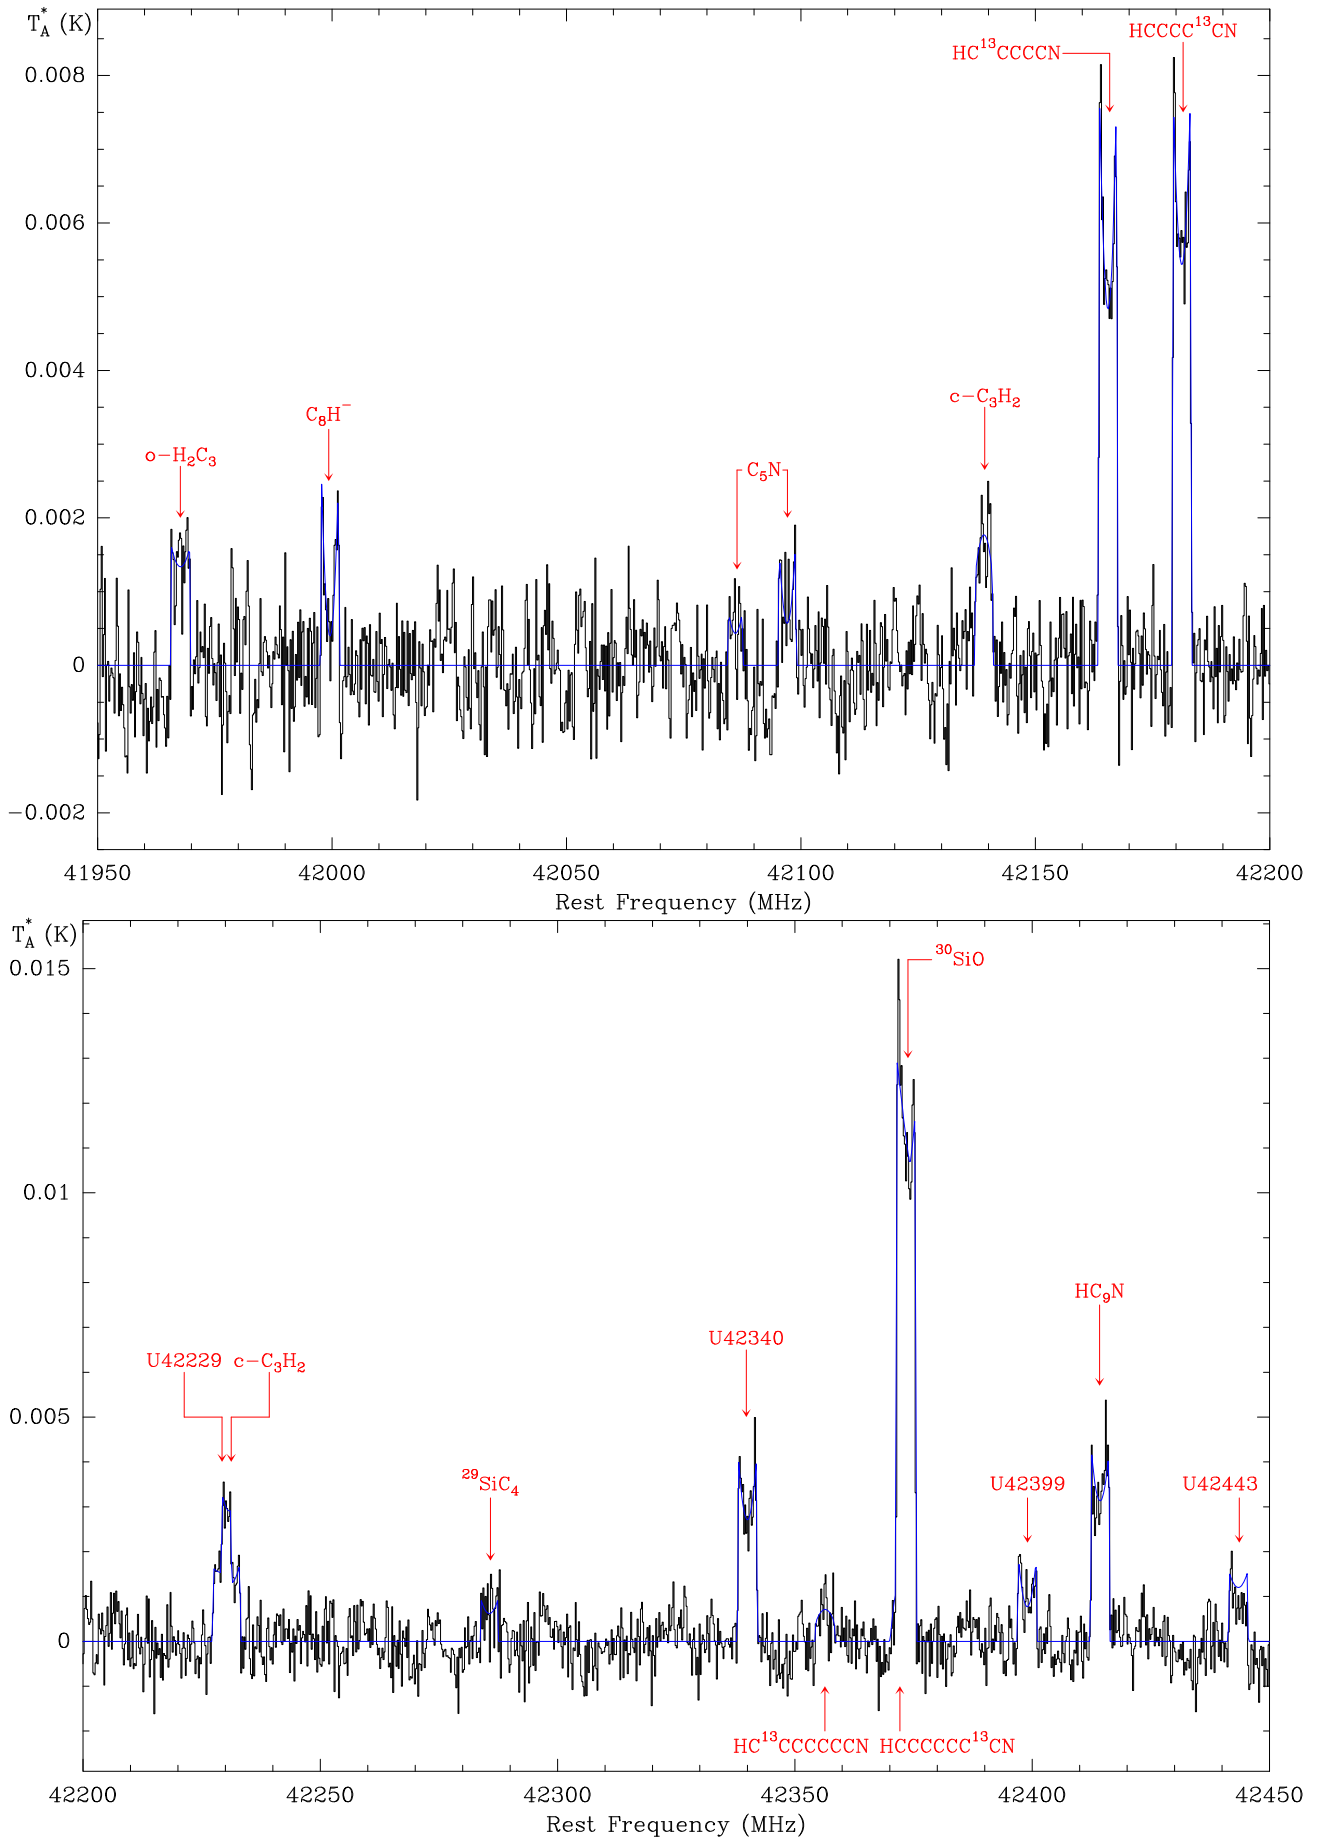 T*A (K)
HCCCC¹³CN
HC¹³CCCCN
0.008
0.006
0.004
c−C₃H₂
C₈H⁻
o−H₂C₃
C₅N
0.002
0
−0.002
41950 42000 42050 42100 42150 42200
Rest Frequency (MHz)
T*A (K)
0.015
³⁰SiO
0.01
HC₉N
U42340
U42229 c−C₃H₂
0.005
²⁹SiC₄
U42399
U42443
0
HC¹³CCCCCCN HCCCCCC¹³CN
42200 42250 42300 42350 42400 42450
Rest Frequency (MHz)